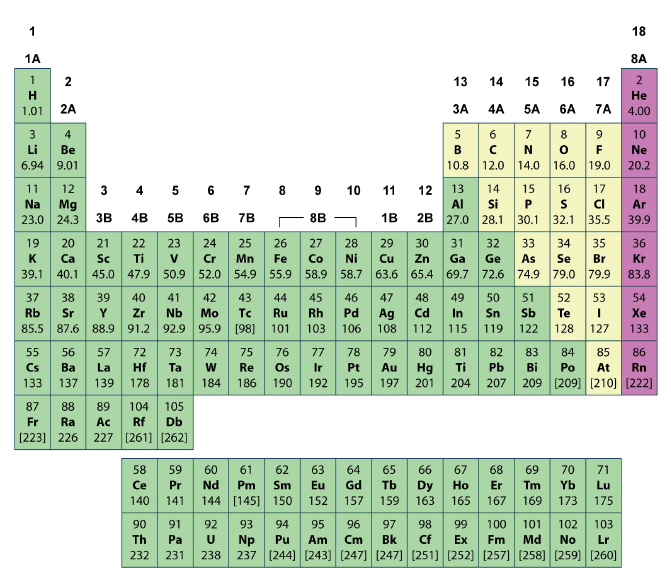 1 18
1A 8A
1 2 13 14 15 16 17 2
H He
1.01 2A 3A 4A 5A 6A 7A 4.00
3 4 5 6 7 8 9 10
Li Be B C N O F Ne
6.94 9.01 10.8 12.0 14.0 16.0 19.0 20.2
11 12 3 4 5 6 7 8 9 10 11 12 13 14 15 16 17 18
Na Mg Al Si P S Cl Ar
23.0 24.3 3B 4B 5B 6B 7B 8B 1B 2B 27.0 28.1 30.1 32.1 35.5 39.9
19 20 21 22 23 24 25 26 27 28 29 30 31 32 33 34 35 36
K Ca Sc Ti V Cr Mn Fe Co Ni Cu Zn Ga Ge As Se Br Kr
39.1 40.1 45.0 47.9 50.9 52.0 54.9 55.9 58.9 58.7 63.6 65.4 69.7 72.6 74.9 79.0 79.9 83.8
37 38 39 40 41 42 43 44 45 46 47 48 49 50 51 52 53 54
Rb Sr Y Zr Nb Mo Tc Ru Rh Pd Ag Cd In Sn Sb Te I Xe
85.5 87.6 88.9 91.2 92.9 95.9 [98] 101 103 106 108 112 115 119 122 128 127 133
55 56 57 72 73 74 75 76 77 78 79 80 81 82 83 84 85 86
Cs Ba La Hf Ta W Re Os Ir Pt Au Hg Ti Pb Bi Po At Rn
133 137 139 178 181 184 186 190 192 195 197 201 204 207 209 [209] [210] [222]
87 88 89 104 105
Fr Ra Ac Rf Db
[223] 226 227 [261] [262]
58 59 60 61 62 63 64 65 66 67 68 69 70 71
Ce Pr Nd Pm Sm Eu Gd Tb Dy Ho Er Tm Yb Lu
140 141 144 [145] 150 152 157 159 163 165 167 169 173 175
90 91 92 93 94 95 96 97 98 99 100 101 102 103
Th Pa U Np Pu Am Cm Bk Cf Ex Fm Md No Lr
232 231 238 237 [244] [243] [247] [247] [251] [252] [257] [258] [259] [260]